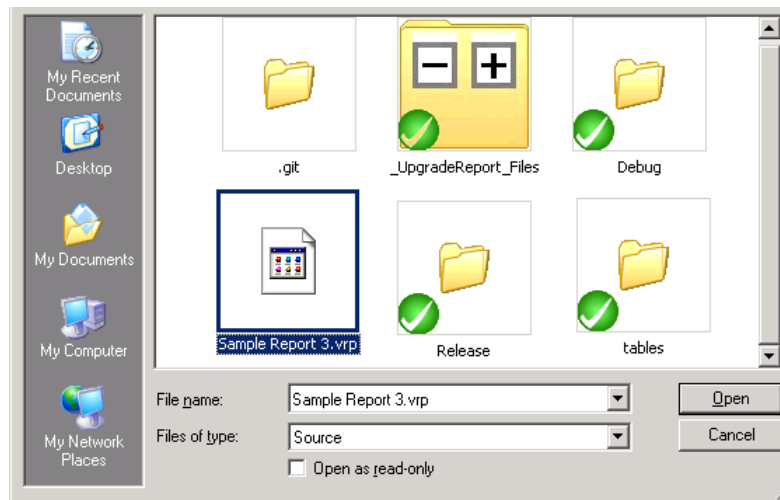 My Recent
Documents
Desktop
My Documents
My Computer
My Network
Places
.git
_UpgradeReport_Files
Debug
Sample Report 3.vrp
Release
tables
File name:
Sample Report 3.vrp
Open
Files of type:
Source
Cancel
Open as read-only